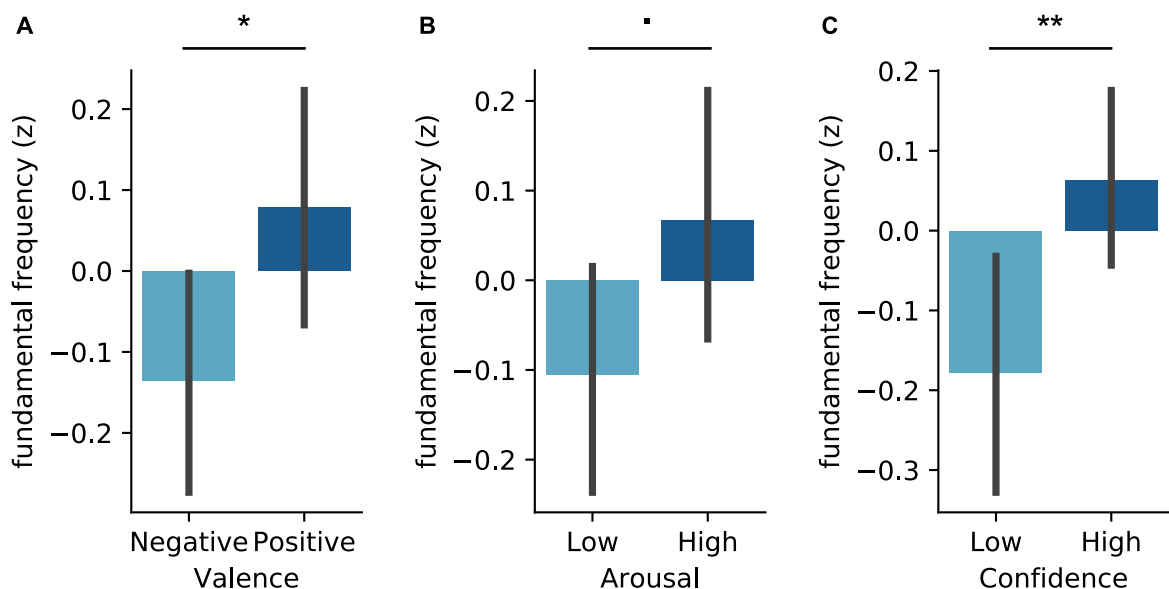 A
*
fundamental frequency (z)
0.2
0.1
0.0
−0.1
−0.2
Negative Positive
Valence
B
▪
fundamental frequency (z)
0.2
0.1
0.0
−0.1
−0.2
Low High
Arousal
C
**
fundamental frequency (z)
0.2
0.1
0.0
−0.1
−0.2
−0.3
Low High
Confidence